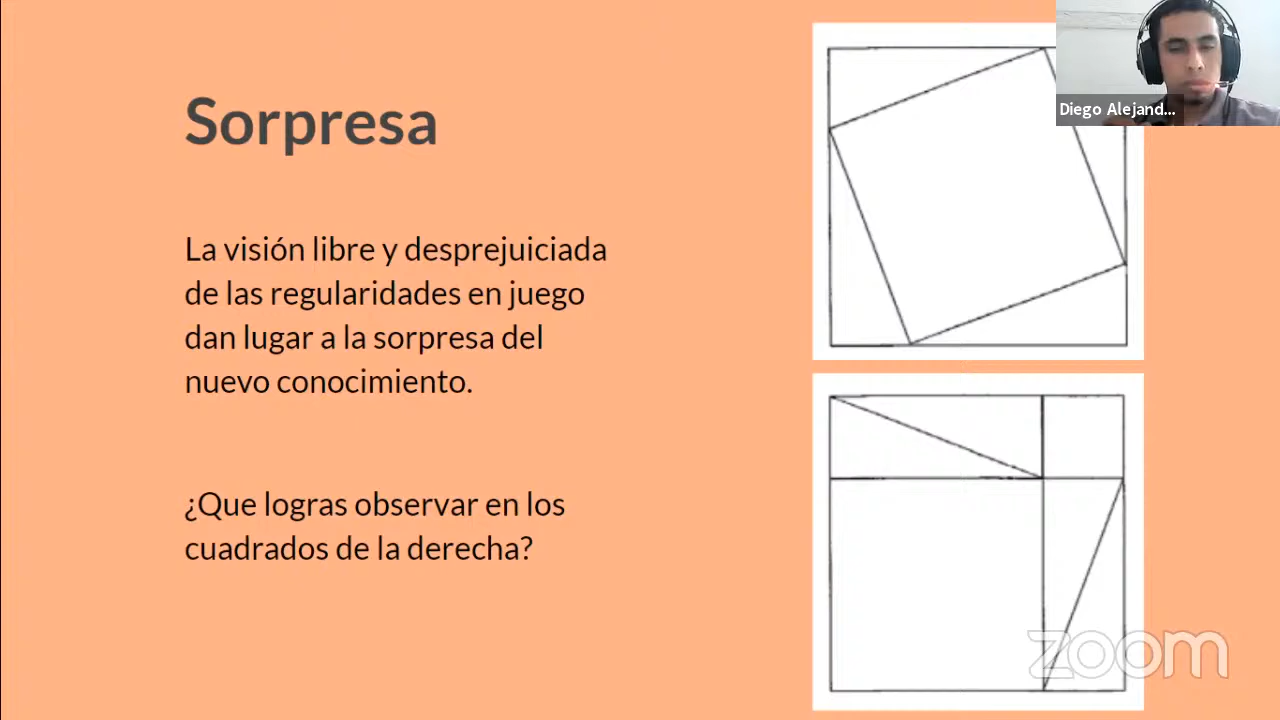 Sorpresa
Diego Alejand...
La visión libre y desprejuiciada
de las regularidades en juego
dan lugar a la sorpresa del
nuevo conocimiento.
¿Que logras observar en los
cuadrados de la derecha?
zoom